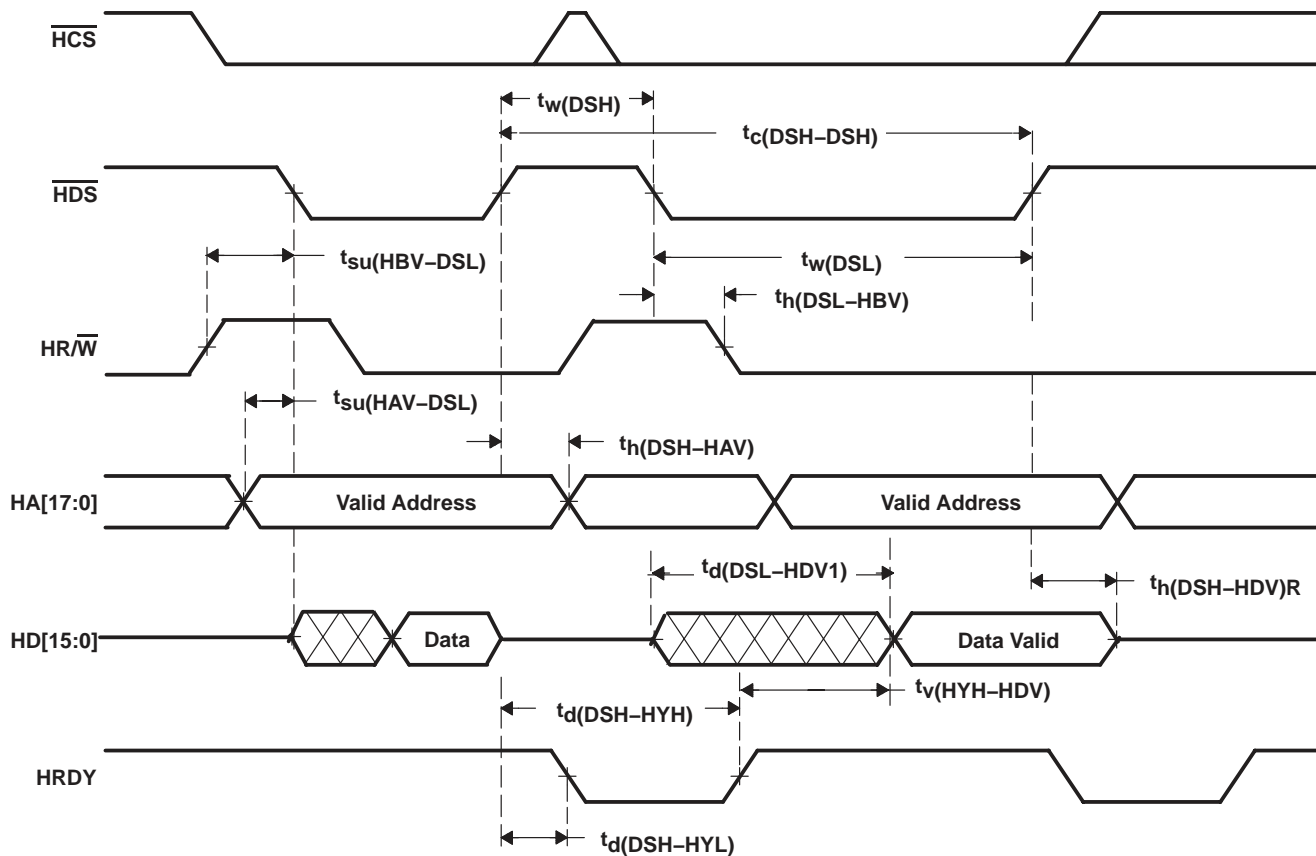 HCS
tw(DSH)
tc(DSH–DSH)
HDS
tsu(HBV–DSL)
tw(DSL)
th(DSL–HBV)
HR/W
tsu(HAV–DSL)
th(DSH–HAV)
HA[17:0]
Valid Address
Valid Address
td(DSL–HDV1)
th(DSH–HDV)R
HD[15:0]
Data
Data Valid
tv(HYH–HDV)
td(DSH–HYH)
HRDY
td(DSH–HYL)